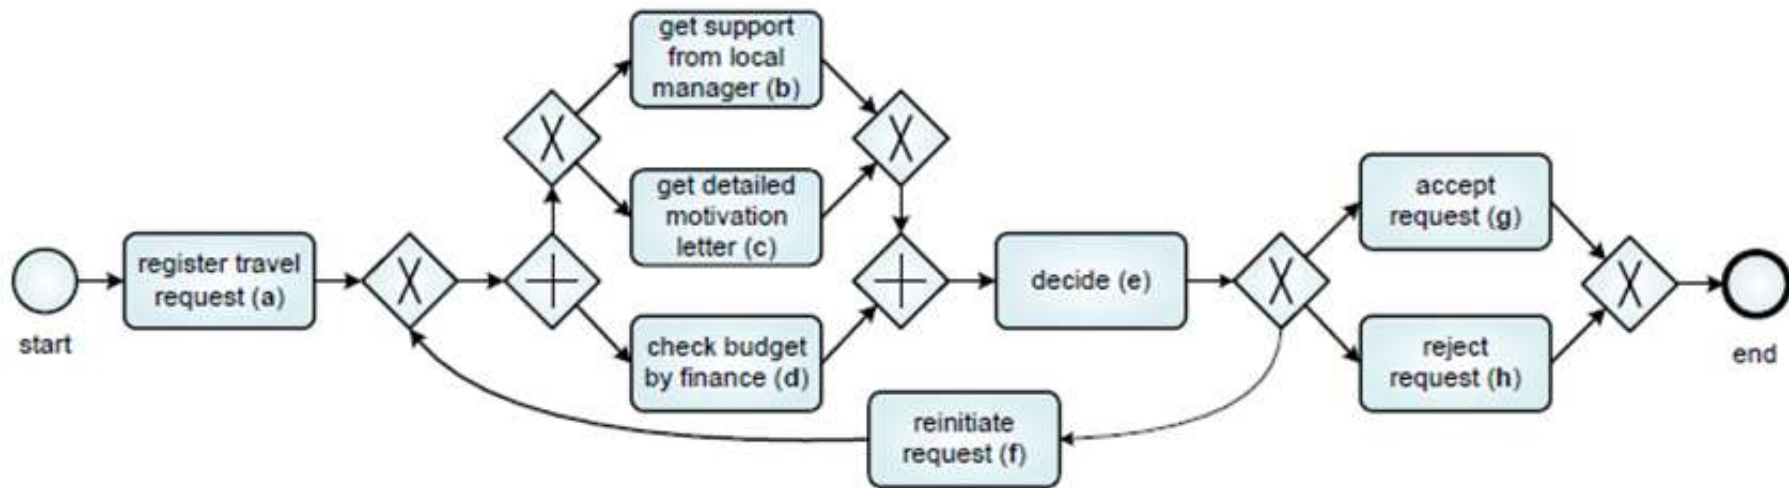 get support
from local
manager (b)
get detailed
motivation
letter (c)
accept
request (g)
register travel
request (a)
decide (e)
start
check budget
by finance (d)
reject
request (h)
end
reinitiate
request (f)